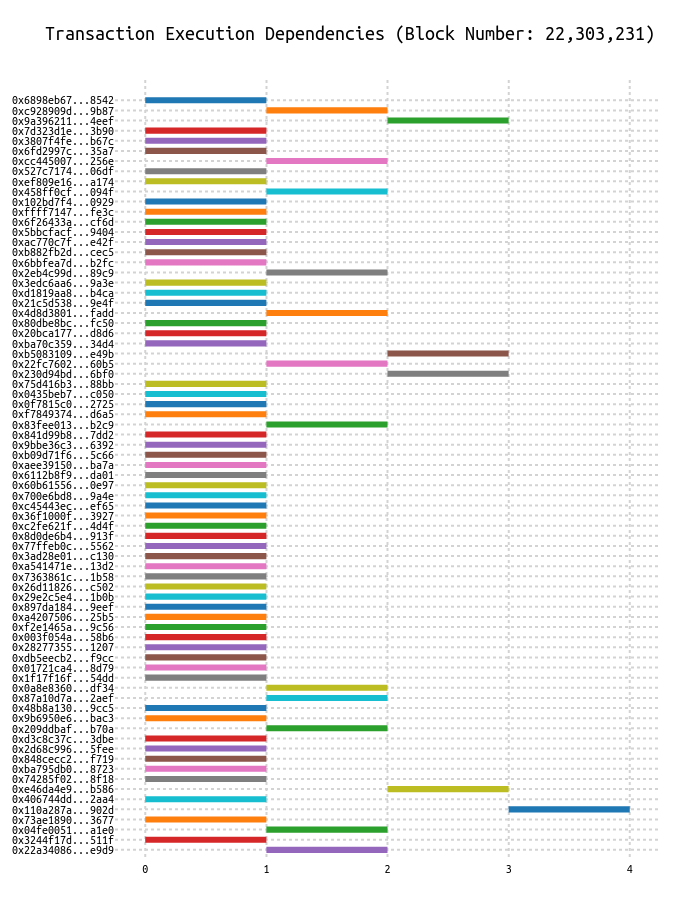 Transaction Execution Dependencies (Block Number: 22,303,231)
0x6898eb67...8542
0xc928909d...9b87
0x9a396211...4eef
0x7d323d1e...3b90
0x3807f4fe...b67c
0x6fd2997c...35a7
0xcc445007...256e
0x527c7174...06df
0xef809e16...a174
0x458ff0cf...094f
0x102bd7f4...0929
0xffff7147...fe3c
0x6f26433a...cf6d
0x5bbcfacf...9404
0xac770c7f...e42f
0xb882fb2d...cec5
0x6bbfea7d...b2fc
0x2eb4c99d...89c9
0x3edc6aa6...9a3e
0xd1819aa8...b4ca
0x21c5d538...9e4f
0x4d8d3801...fadd
0x80dbe8bc...fc50
0x20bca177...d8d6
0xba70c359...34d4
0xb5083109...e49b
0x22fc7662...60b5
0x230d94bd...6bf0
0x75d416b3...88bb
0x0435beb7...c050
0x0f7815c0...2725
0xf7849374...d6a5
0x83fee013...b2c9
0x841d99b8...7dd2
0x9bbe36c3...6392
0xb09d71f6...5c66
0xaee39150...ba7a
0x6112b8f9...da01
0x60b61556...0e97
0x700e6bd8...9a4e
0xc45443ec...ef65
0x36f1000f...3927
0xc2fe621f...4d4f
0x8d0de6b4...913f
0x77ffeb0c...5562
0x3ad28e01...c130
0xa541471e...13d2
0x7363861c...1b58
0x26d11826...c502
0x29e2c5e4...1b0b
0x897da184...9eef
0xa4207506...25b5
0xf2e1465a...9c56
0x003f054a...58b6
0x28277355...1207
0xdb5eecb2...f9cc
0x01721ca4...8d79
0x1f17f16f...54dd
0x0a8e8360...df34
0x87a10d7a...2aef
0x48b8a130...9cc5
0x9b6950e6...bac3
0x209ddbaf...b70a
0xd3c8c37c...3dbe
0x2d68c996...5fee
0x848cecc2...f719
0xba795db0...8723
0x74285f02...8f18
0xe46da4e9...b586
0x406744dd...2aa4
0x110a287a...902d
0x73ae1890...3677
0x04fe0051...a1e0
0x3244f17d...511f
0x22a34086...e9d9
0 1 2 3 4